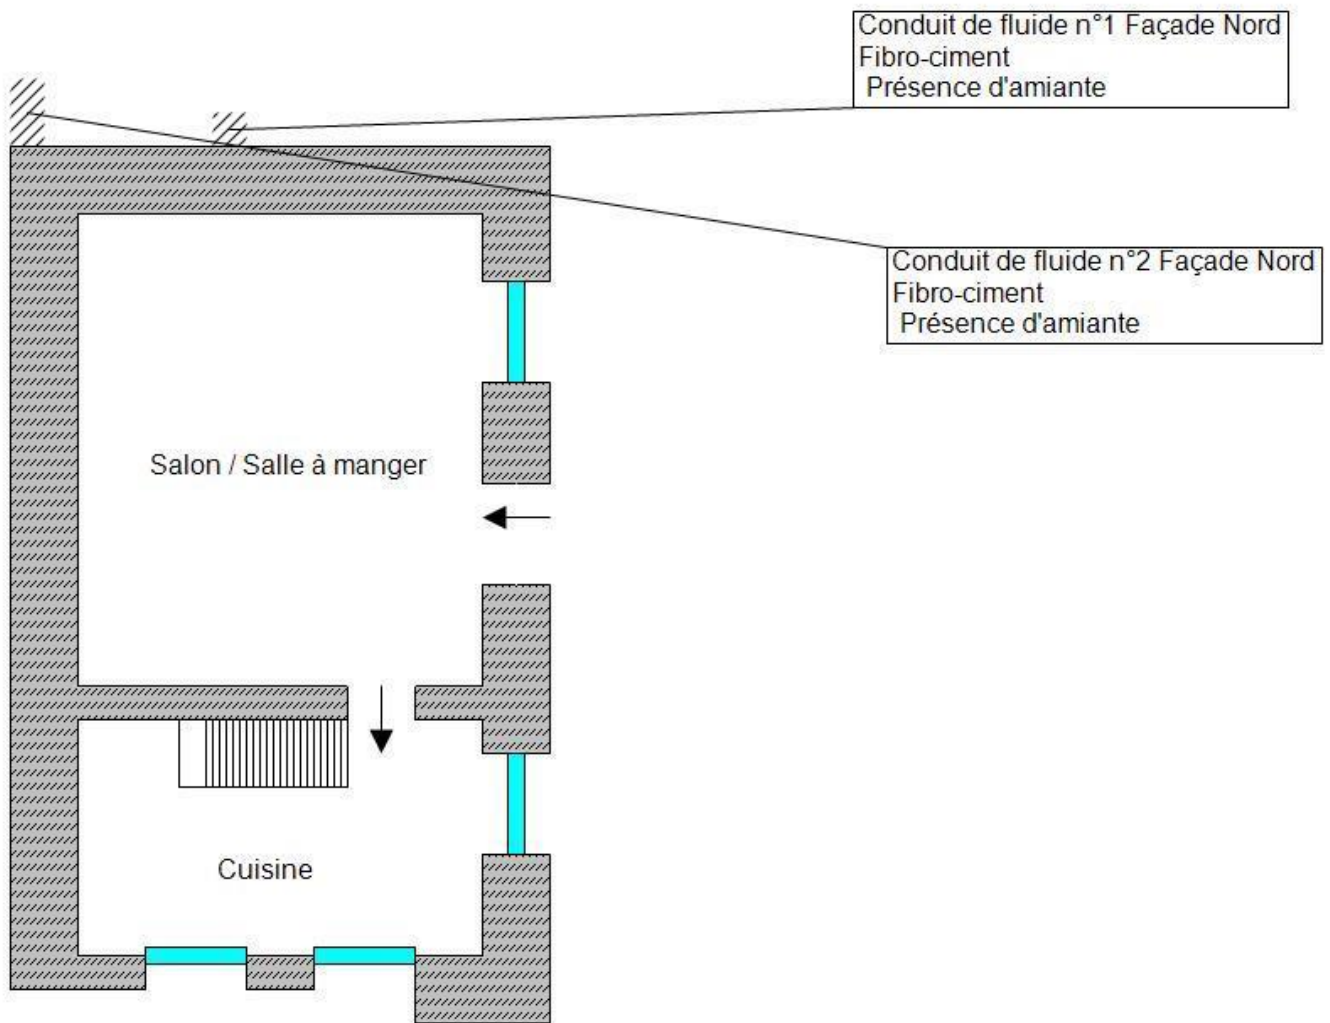 Conduit de fluide n°1 Façade Nord
Fibro-ciment
Présence d'amiante
Conduit de fluide n°2 Façade Nord
Fibro-ciment
Présence d'amiante
Salon / Salle à manger
Cuisine